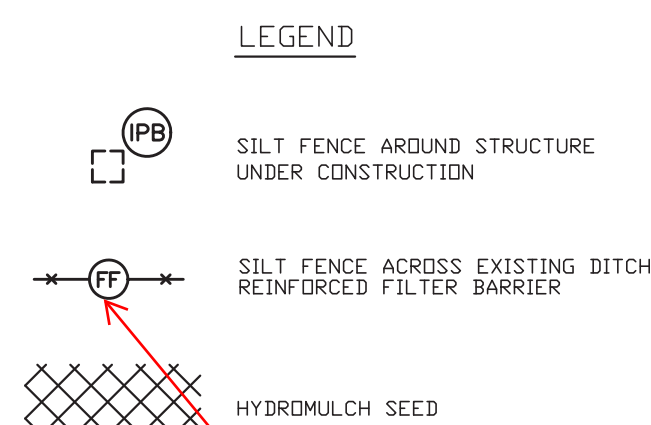 LEGEND
IPB
SILT FENCE AROUND STRUCTURE
UNDER CONSTRUCTION
FF
SILT FENCE ACROSS EXISTING DITCH
REINFORCED FILTER BARRIER
HYDROMULCH SEED